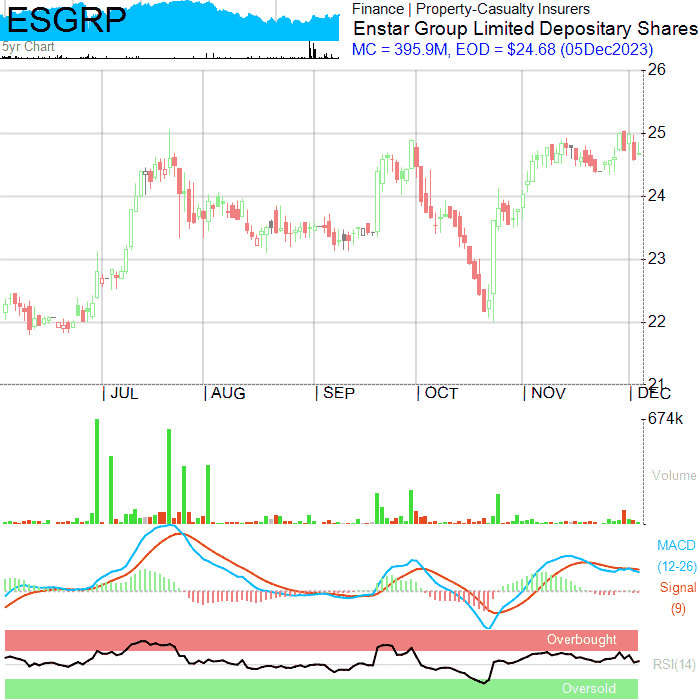 ESGRP
5yr Chart
Finance | Property-Casualty Insurers
Enstar Group Limited Depositary Shares
MC = 395.9M, EOD = $24.68 (05Dec2023)
26
25
24
23
22
21
| JUL | AUG | SEP | OCT | NOV | DEC
674k
Volume
MACD
(12-26)
Signal
(9)
Overbought
RSI(14)
Oversold